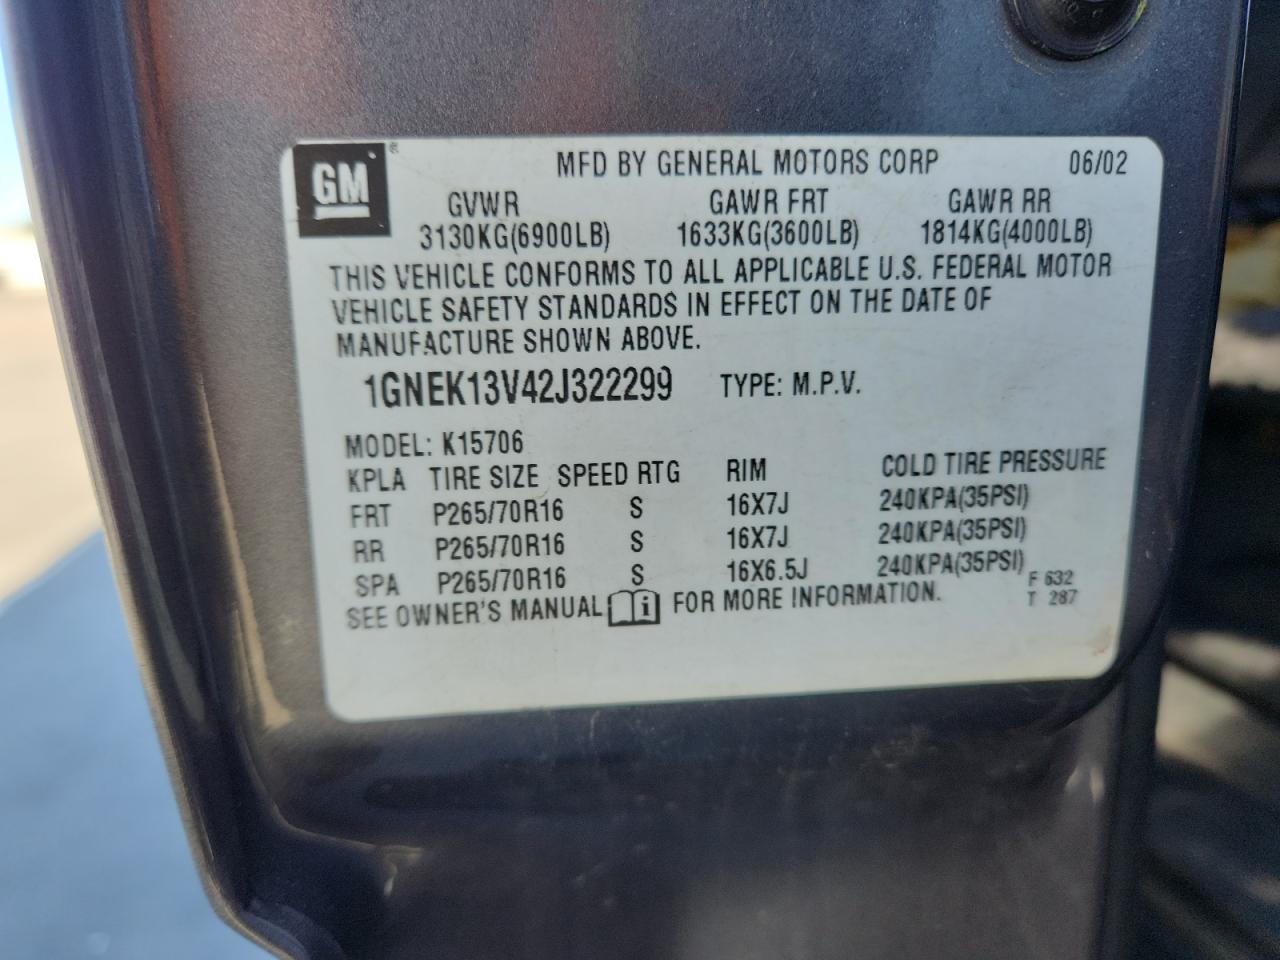 GM® MFD BY GENERAL MOTORS CORP 06/02
GVWR GAWR FRT GAWR RR
3130KG(6900LB) 1633KG(3600LB) 1814KG(4000LB)
THIS VEHICLE CONFORMS TO ALL APPLICABLE U.S. FEDERAL MOTOR
VEHICLE SAFETY STANDARDS IN EFFECT ON THE DATE OF
MANUFACTURE SHOWN ABOVE.
1GNEK13V42J322299 TYPE: M.P.V.
MODEL: K15706
KPLA TIRE SIZE SPEED RTG RIM COLD TIRE PRESSURE
FRT P265/70R16 S 16X7J 240KPA(35PSI)
RR P265/70R16 S 16X7J 240KPA(35PSI)
SPA P265/70R16 S 16X6.5J 240KPA(35PSI)
SEE OWNER'S MANUAL i FOR MORE INFORMATION.
F 632
T 287